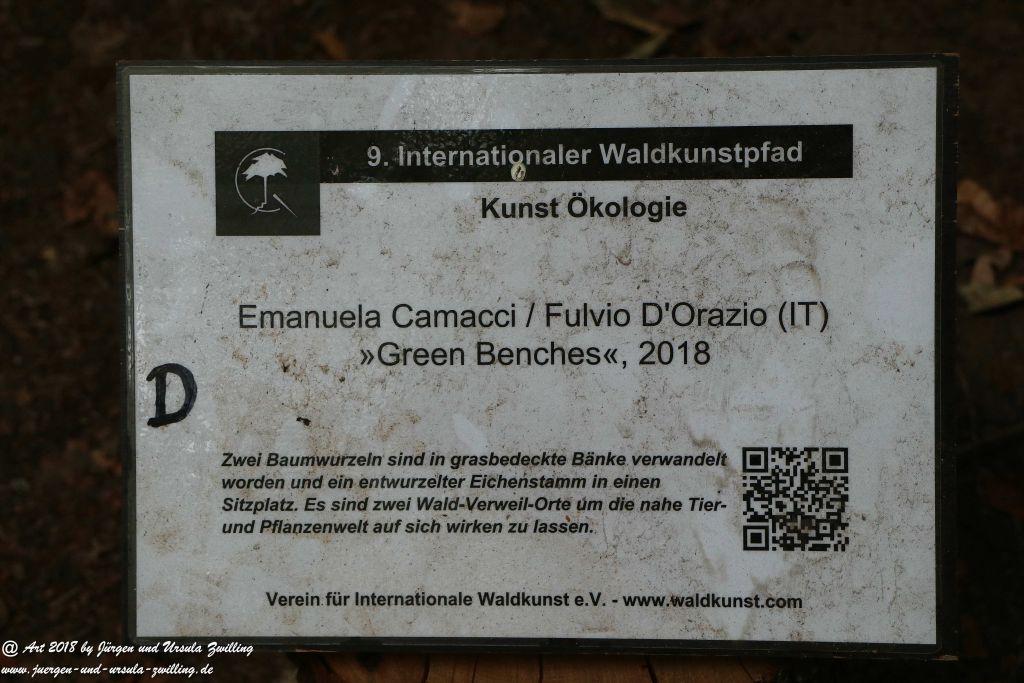 9. Internationaler Waldkunstpfad
Kunst Ökologie
Emanuela Camacci / Fulvio D'Orazio (IT)
»Green Benches«, 2018
D
Zwei Baumwurzeln sind in grasbedeckte Bänke verwandelt
worden und ein entwurzelter Eichenstamm in einen
Sitzplatz. Es sind zwei Wald-Verweil-Orte um die nahe Tier-
und Pflanzenwelt auf sich wirken zu lassen.
Verein für Internationale Waldkunst e.V. - www.waldkunst.com
@ Art 2018 by Jürgen und Ursula Zwilling
www.juergen-und-ursula-zwilling.de